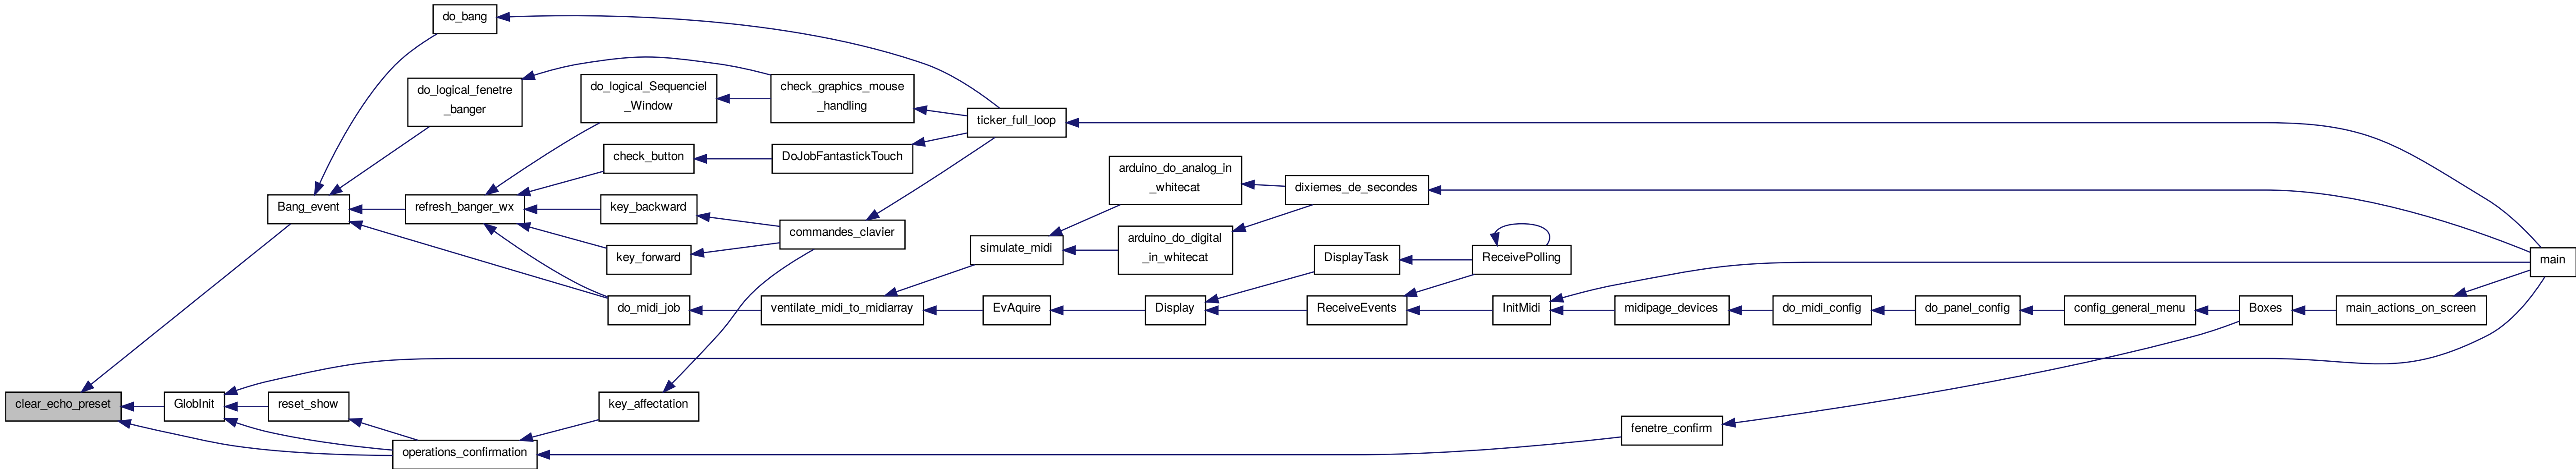 do_bang
do_logical_fenetre
_banger
do_logical_Sequenciel
_Window
check_graphics_mouse
_handling
ticker_full_loop
check_button
DoJobFantastickTouch
arduino_do_analog_in
_whitecat
dixiemes_de_secondes
Bang_event
refresh_banger_wx
key_backward
commandes_clavier
key_forward
simulate_midi
arduino_do_digital
_in_whitecat
DisplayTask
ReceivePolling
main
do_midi_job
ventilate_midi_to_midiarray
EvAquire
Display
ReceiveEvents
InitMidi
midipage_devices
do_midi_config
do_panel_config
config_general_menu
Boxes
main_actions_on_screen
clear_echo_preset
GlobInit
reset_show
key_affectation
operations_confirmation
fenetre_confirm